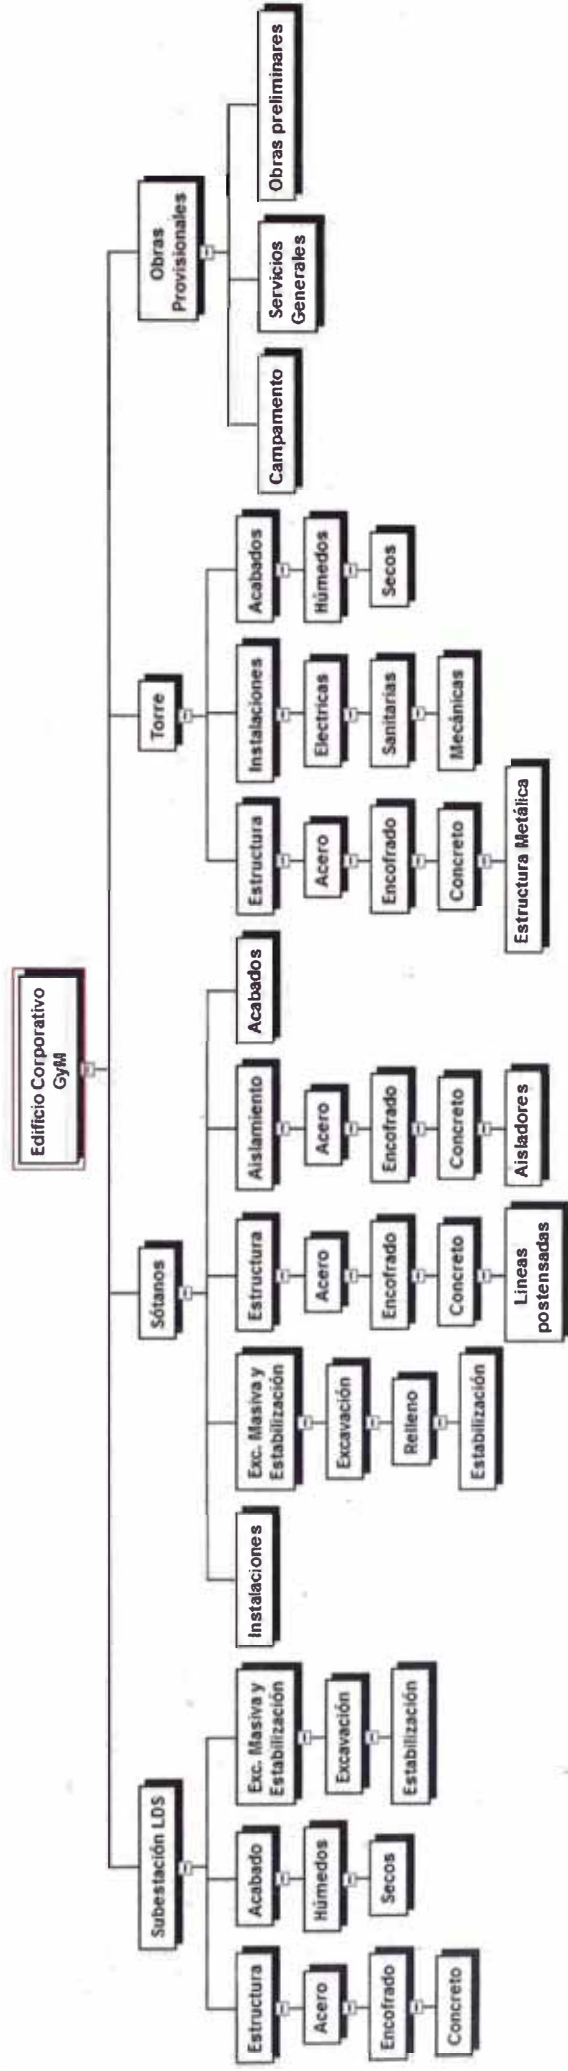 Edificio Corporativo
GyM
Subestación LDS
Estructura
Acero
Encofrado
Concreto
Acabado
Húmedos
Secos
Exc. Masiva y
Estabilización
Excavación
Estabilización
Sótanos
Instalaciones
Exc. Masiva y
Estabilización
Excavación
Relleno
Estabilización
Estructura
Acero
Encofrado
Concreto
Líneas
postensadas
Aislamiento
Acero
Encofrado
Concreto
Aisladores
Acabados
Torre
Estructura
Acero
Encofrado
Concreto
Estructura Metálica
Instalaciones
Electricas
Sanitarias
Mecánicas
Acabados
Húmedos
Secos
Obras
Provisionales
Campamento
Servicios
Generales
Obras preliminares